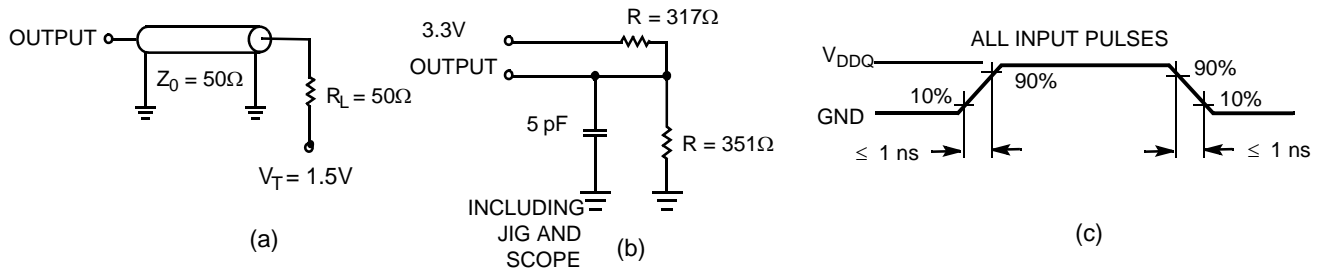 OUTPUT
Z0 = 50Ω
RL = 50Ω
VT = 1.5V
(a)
R = 317Ω
3.3V
OUTPUT
5 pF
R = 351Ω
INCLUDING
JIG AND
SCOPE
(b)
ALL INPUT PULSES
VDDQ
GND
10%
90%
90%
10%
≤ 1 ns
≤ 1 ns
(c)